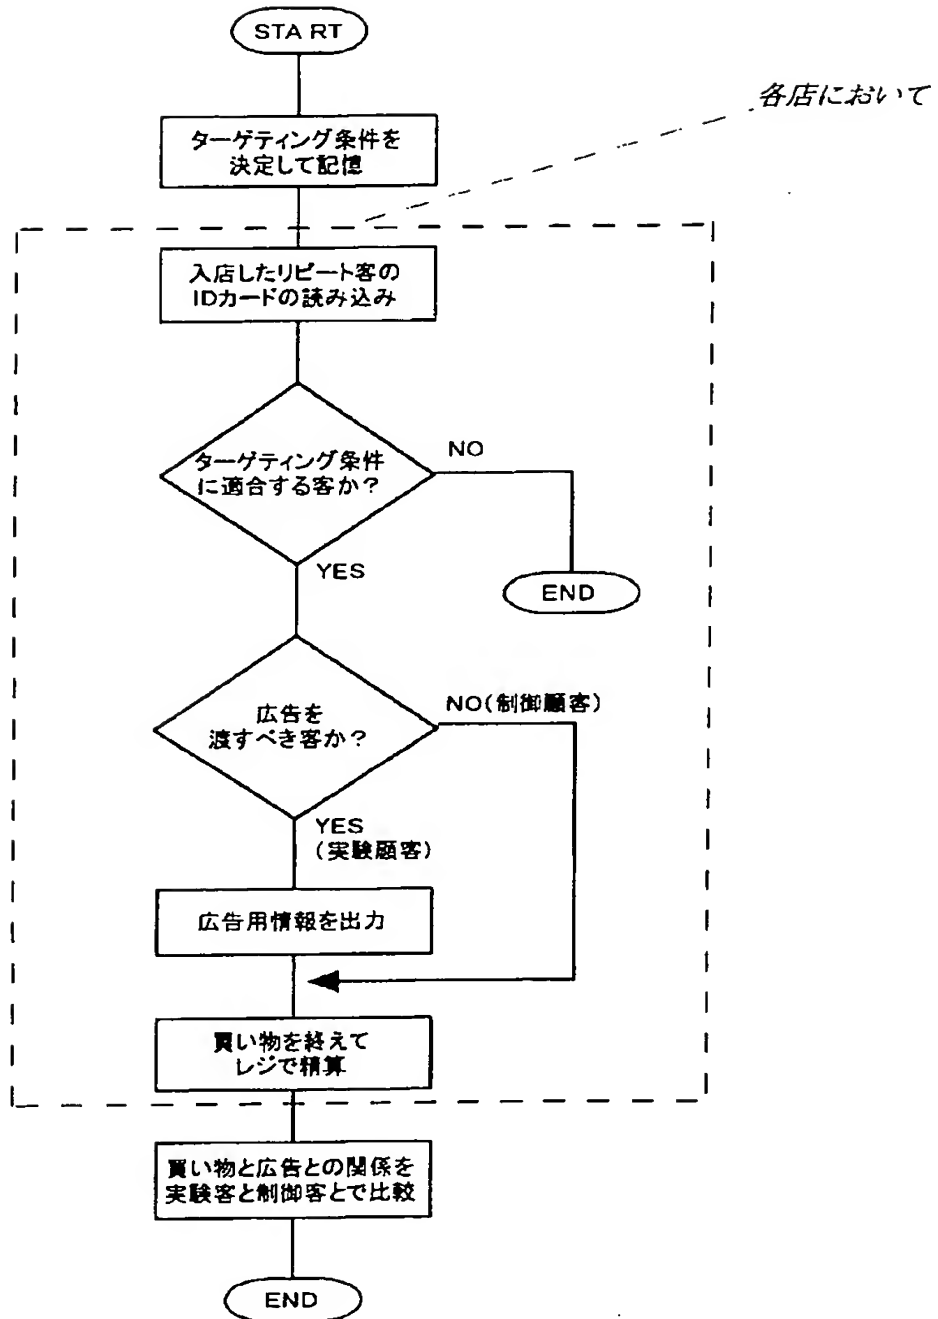 STA RT
各店において
ターゲティング条件を
決定して記憶
入店したリピート客の
IDカードの読み込み
ターゲティング条件
に適合する客か？
NO
YES
END
広告を
渡すべき客か？
NO(制御顧客)
YES
(実験顧客)
広告用情報を出力
買い物を終えて
レジで精算
買い物と広告との関係を
実験客と制御客とで比較
END